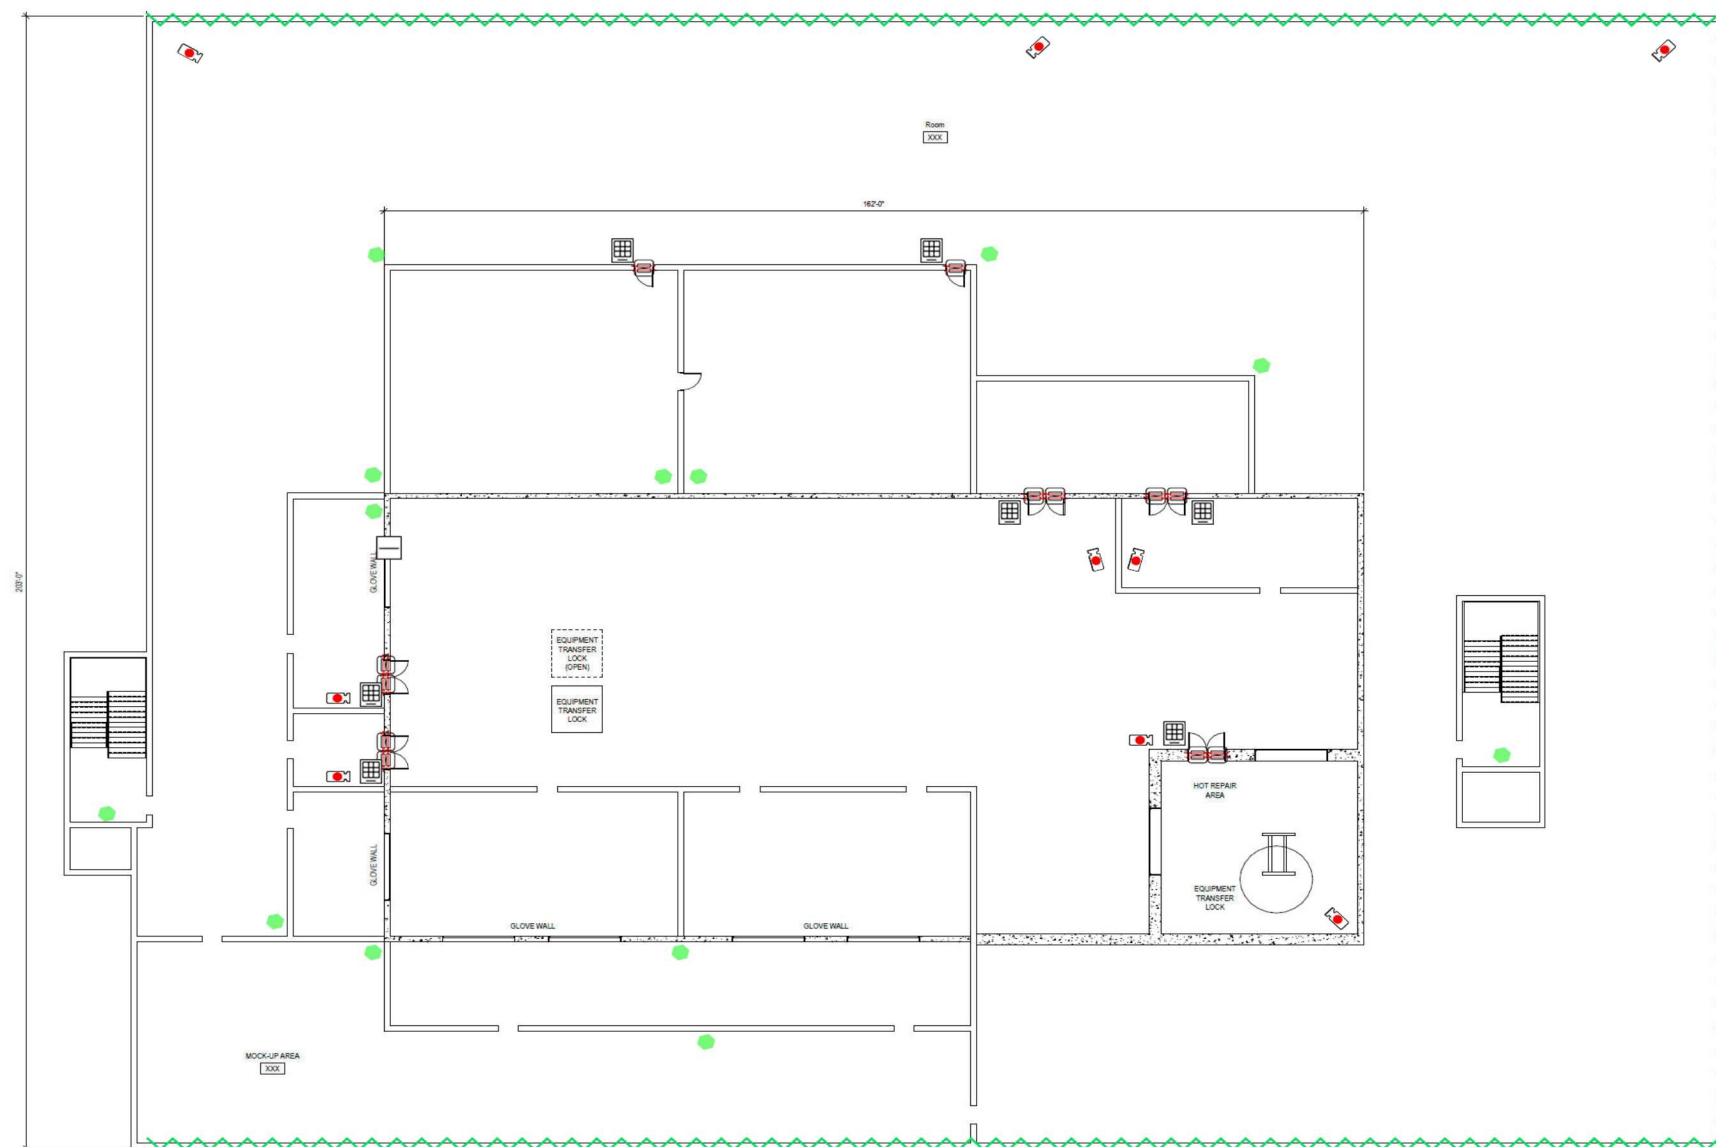 Room
XXX
162'-0"
203'-0"
GLOVE WALL
EQUIPMENT
TRANSFER
LOCK
(OPEN)
EQUIPMENT
TRANSFER
LOCK
HOT REPAIR
AREA
GLOVE WALL
EQUIPMENT
TRANSFER
LOCK
GLOVE WALL
GLOVE WALL
MOCK-UP AREA
XXX